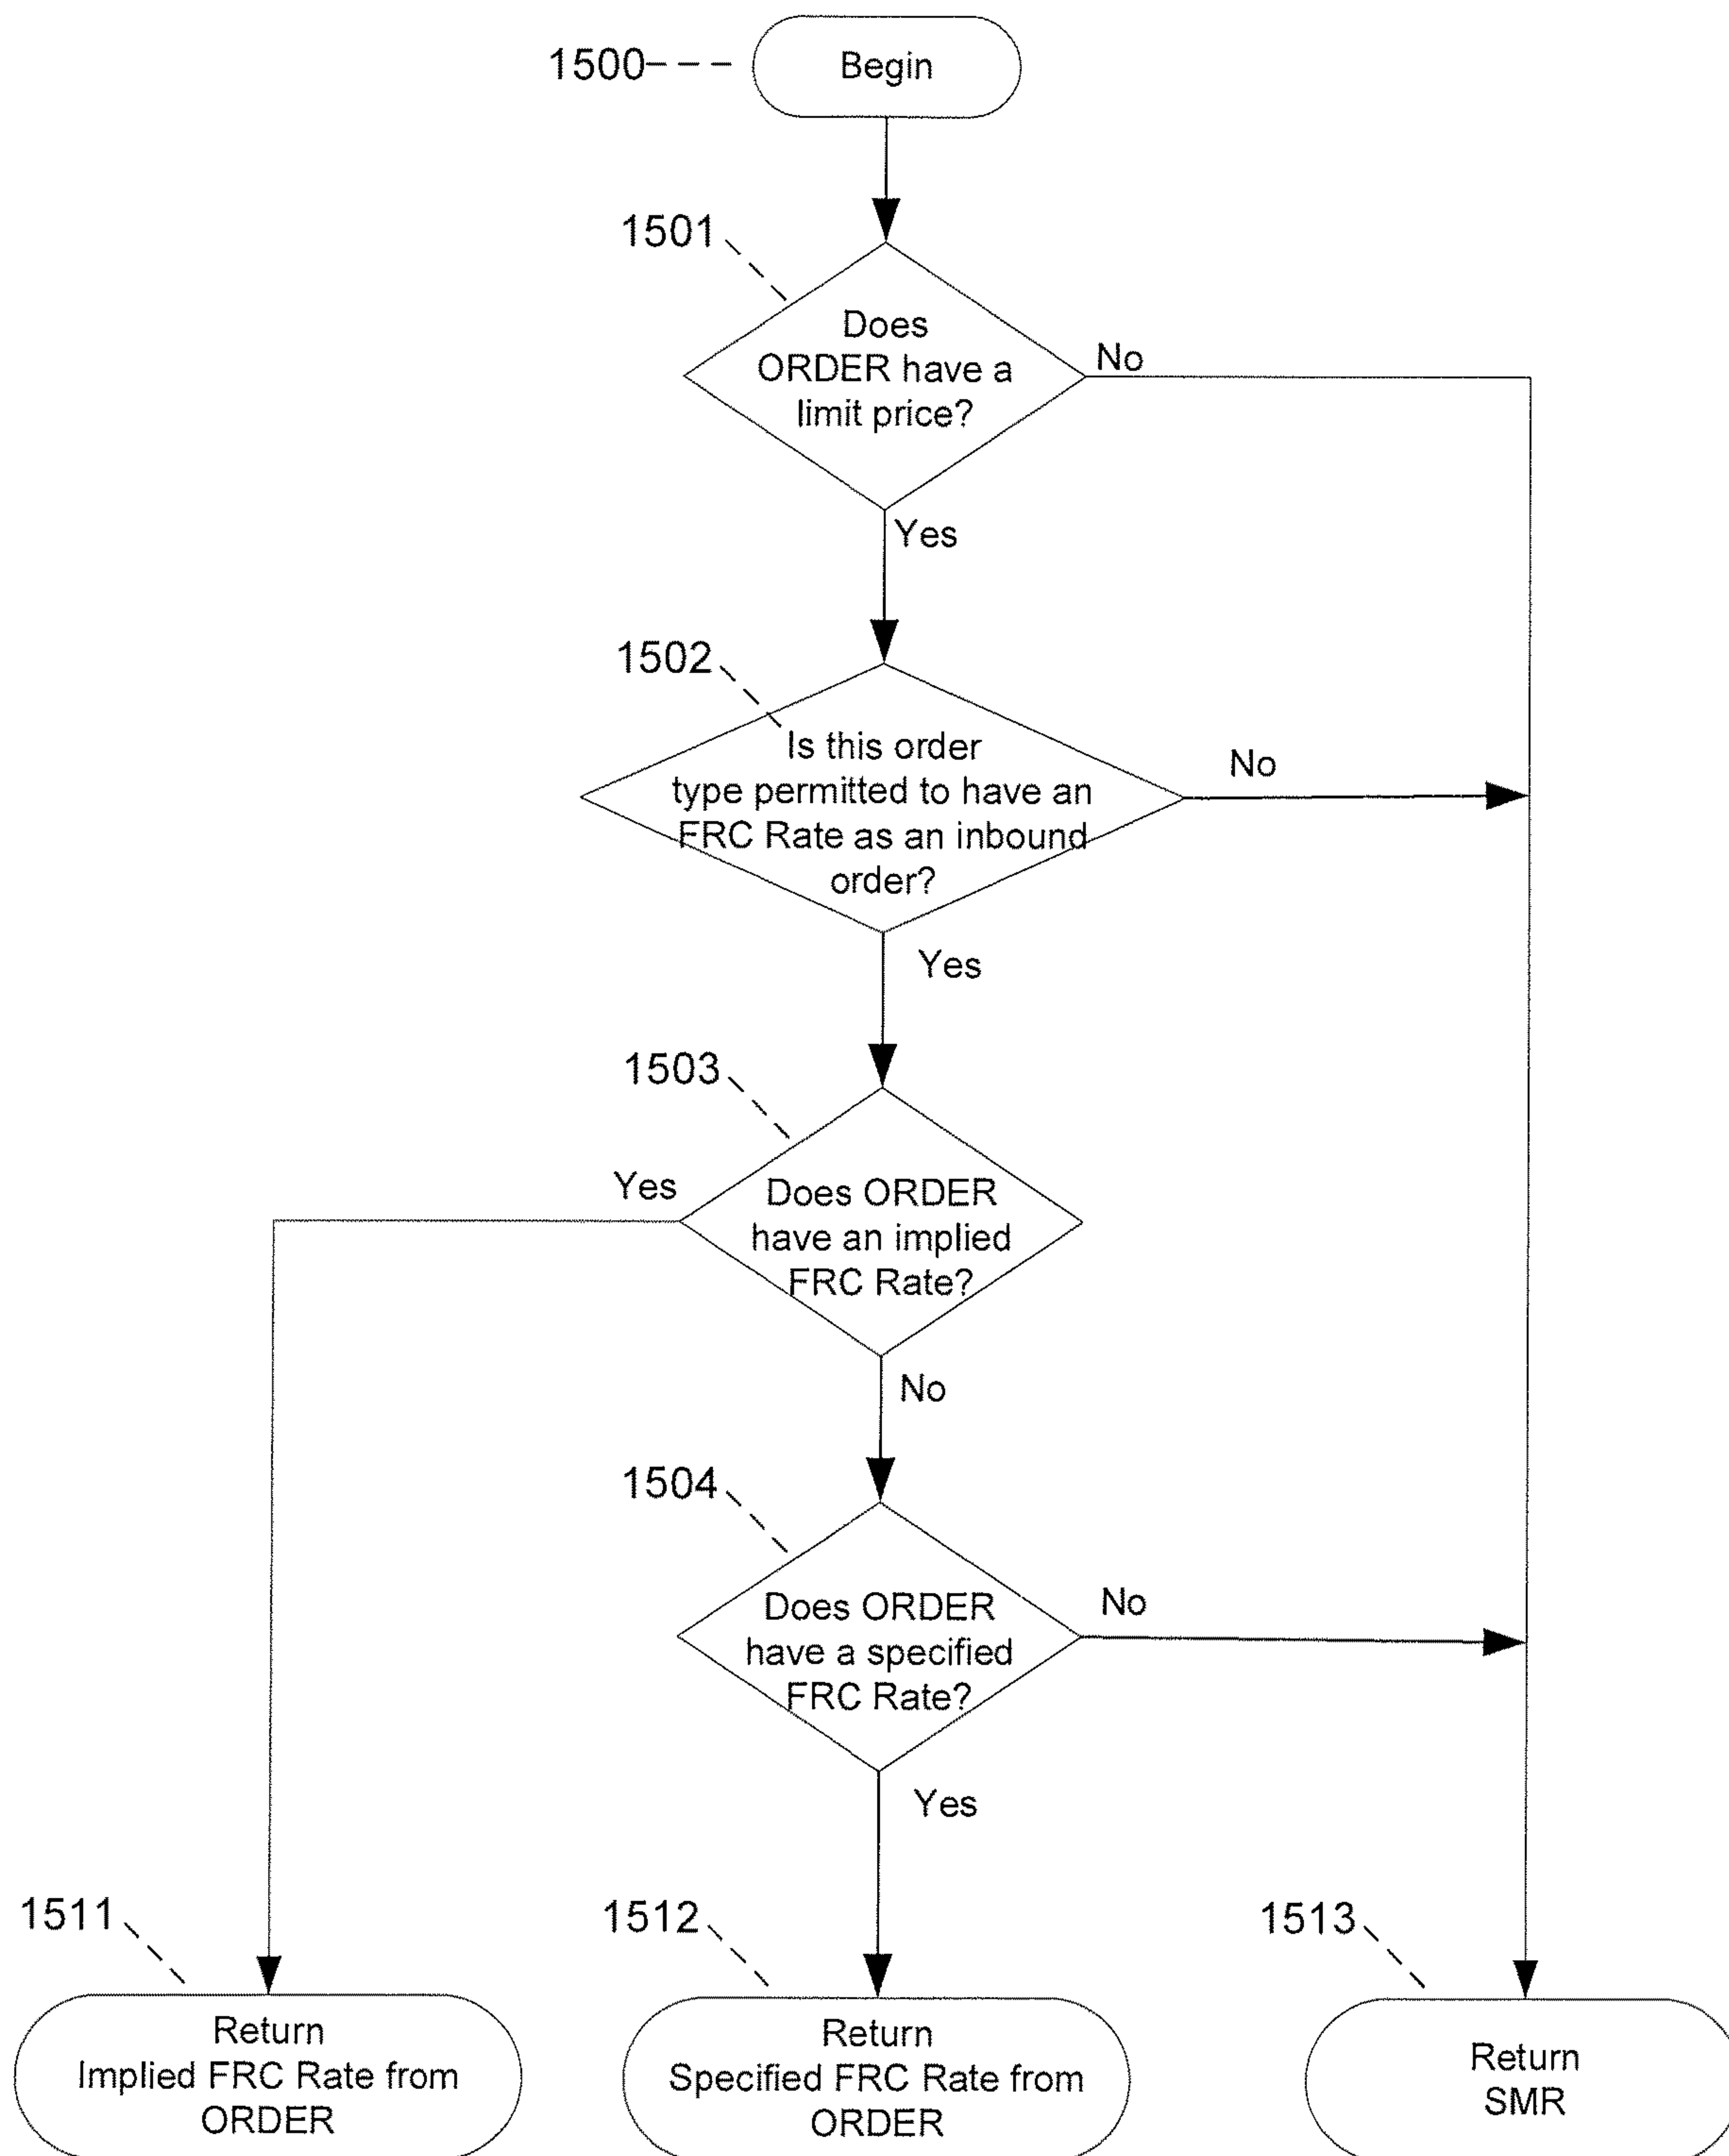 1500
Begin
1501
Does
ORDER have a
limit price?
No
Yes
1502
Is this order
type permitted to have an
FRC Rate as an inbound
order?
No
Yes
1503
Yes
Does ORDER
have an implied
FRC Rate?
No
1504
Does ORDER
have a specified
FRC Rate?
No
Yes
1511
Return
Implied FRC Rate from
ORDER
1512
Return
Specified FRC Rate from
ORDER
1513
Return
SMR